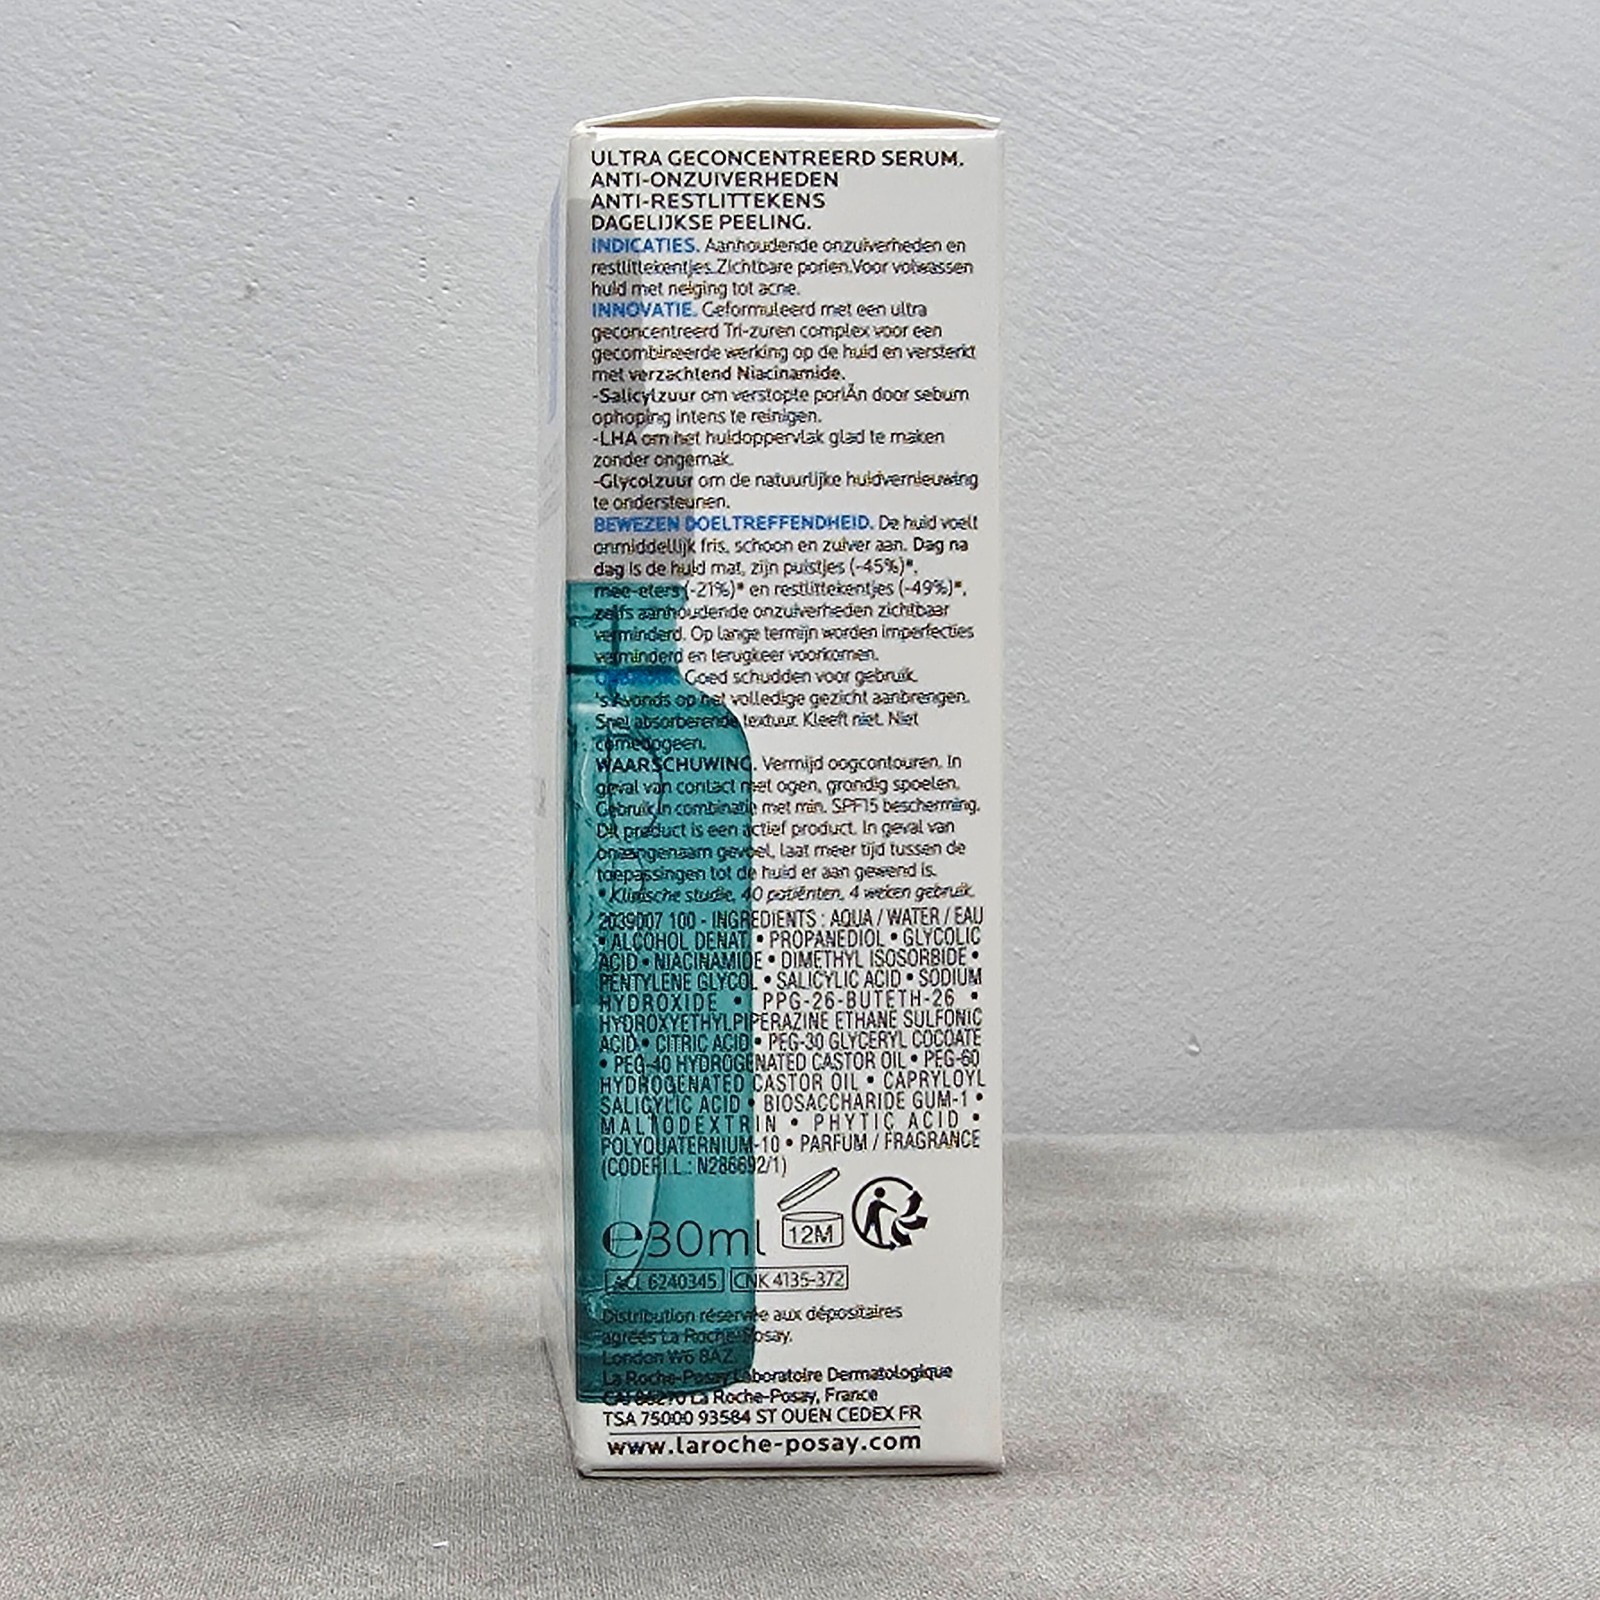 ULTRA GECONCENTREERD SERUM.
ANTI-ONZUIVERHEDEN
ANTI-RESTLITTEKENS
DAGELIJKSE PEELING.
INDICATIES. Aanhoudende onzuiverheden en
restlittekentjes.Zichtbare porien.Voor volwassen
huid met neiging tot acne.
INNOVATIE. Geformuleerd met een ultra
geconcentreerd Tri-zuren complex voor een
gecombineerde werking op de huid en versterkt
met verzachtend Niacinamide.
-Salicylzuur om verstopte poriÃn door sebum
ophoping intens te reinigen.
-LHA om het huidoppervlak glad te maken
zonder ongemak.
-Glycolzuur om de natuurlijke huidvernieuwing
te ondersteunen.
BEWEZEN DOELTREFFENDHEID. De huid voelt
onmiddellijk fris, schoon en zuiver aan. Dag na
dag is de huid mat, zijn puistjes (-45%)*,
mee-eters (-21%)* en restlittekentjes (-49%)*,
zelfs aanhoudende onzuiverheden zichtbaar
verminderd. Op lange termijn worden imperfecties
verminderd en terugkeer voorkomen.
GEBRUIK. Goed schudden voor gebruik.
's Avonds op het volledige gezicht aanbrengen.
Snel absorberende textuur. Kleeft niet. Niet
comedogeen.
WAARSCHUWING. Vermijd oogcontouren. In
geval van contact met ogen, grondig spoelen.
Gebruik in combinatie met min. SPF15 bescherming.
Dit product is een actief product. In geval van
onaangenaam gevoel, laat meer tijd tussen de
toepassingen tot de huid er aan gewend is.
* Klinische studie, 40 patiënten, 4 weken gebruik.
2039007 100 - INGREDIENTS : AQUA / WATER / EAU
• ALCOHOL DENAT. • PROPANEDIOL • GLYCOLIC
ACID • NIACINAMIDE • DIMETHYL ISOSORBIDE •
PENTYLENE GLYCOL • SALICYLIC ACID • SODIUM
HYDROXIDE • PPG-26-BUTETH-26 •
HYDROXYETHYLPIPERAZINE ETHANE SULFONIC
ACID • CITRIC ACID • PEG-30 GLYCERYL COCOATE
• PEG-40 HYDROGENATED CASTOR OIL • PEG-60
HYDROGENATED CASTOR OIL • CAPRYLOYL
SALICYLIC ACID • BIOSACCHARIDE GUM-1 •
MALTODEXTRIN • PHYTIC ACID •
POLYQUATERNIUM-10 • PARFUM / FRAGRANCE
(CODE F.I.L. : N286692/1)
℮30ml 12M
ACL 6240345 CNK 4135-372
Distribution réservée aux dépositaires
agréés La Roche-Posay.
London W6 8AZ.
La Roche-Posay Laboratoire Dermatologique
86270 La Roche-Posay, France
TSA 75000 93584 ST OUEN CEDEX FR
www.laroche-posay.com